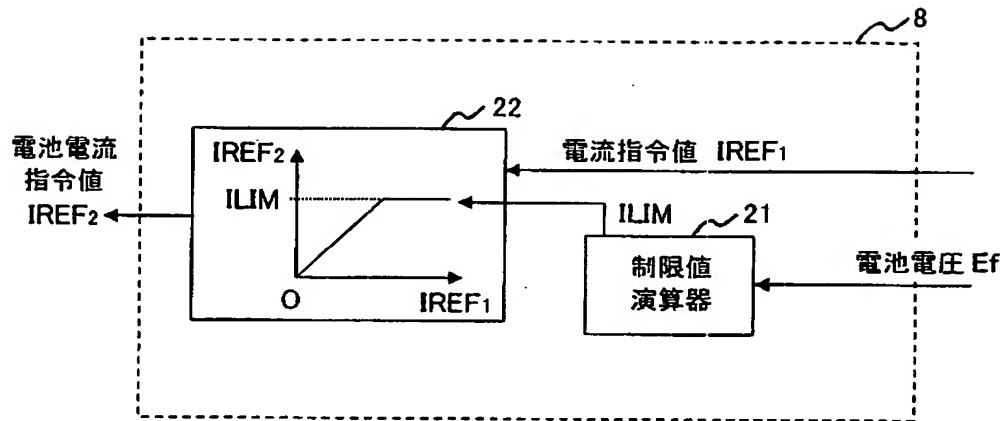 8
22
電池電流
指令値
IREF2
IREF2
ILIM
O
IREF1
電流指令値 IREF1
ILIM
21
制限値
演算器
電池電圧 Ef